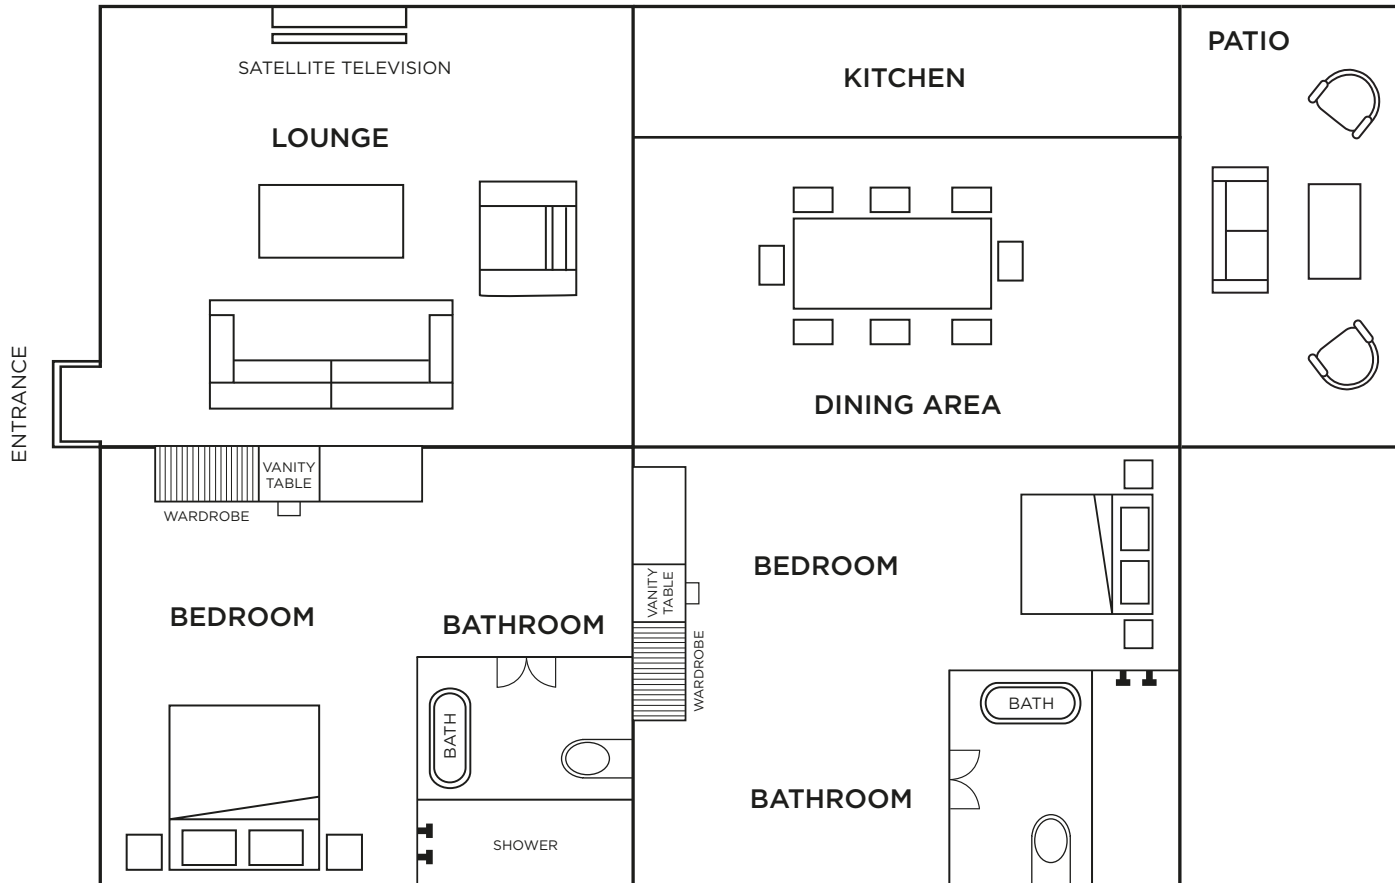 PATIO
KITCHEN
SATELLITE TELEVISION
LOUNGE
ENTRANCE
DINING AREA
VANITY
TABLE
WARDROBE
BEDROOM
BATHROOM
VANITY
TABLE
WARDROBE
BEDROOM
BATH
BATH
BATHROOM
SHOWER